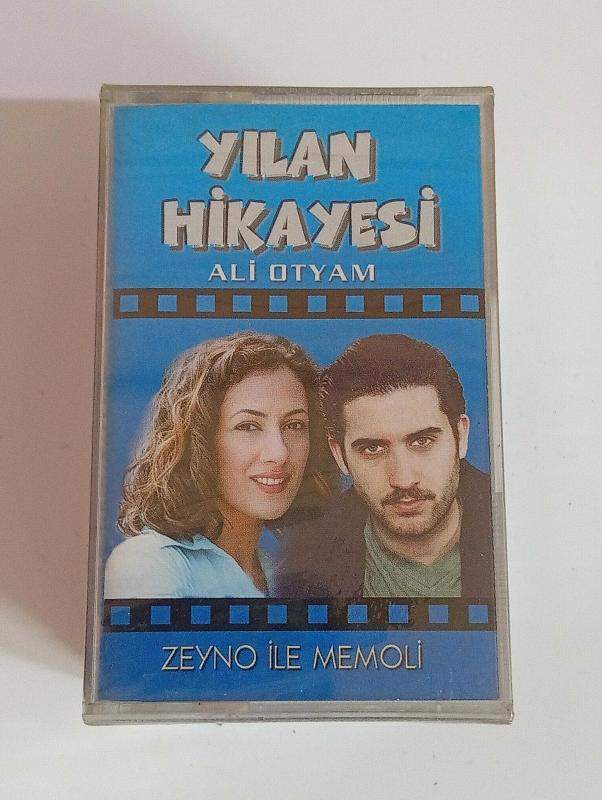 YILAN
HİKAYESİ
ALİ OTYAM
ZEYNO İLE MEMOLİ